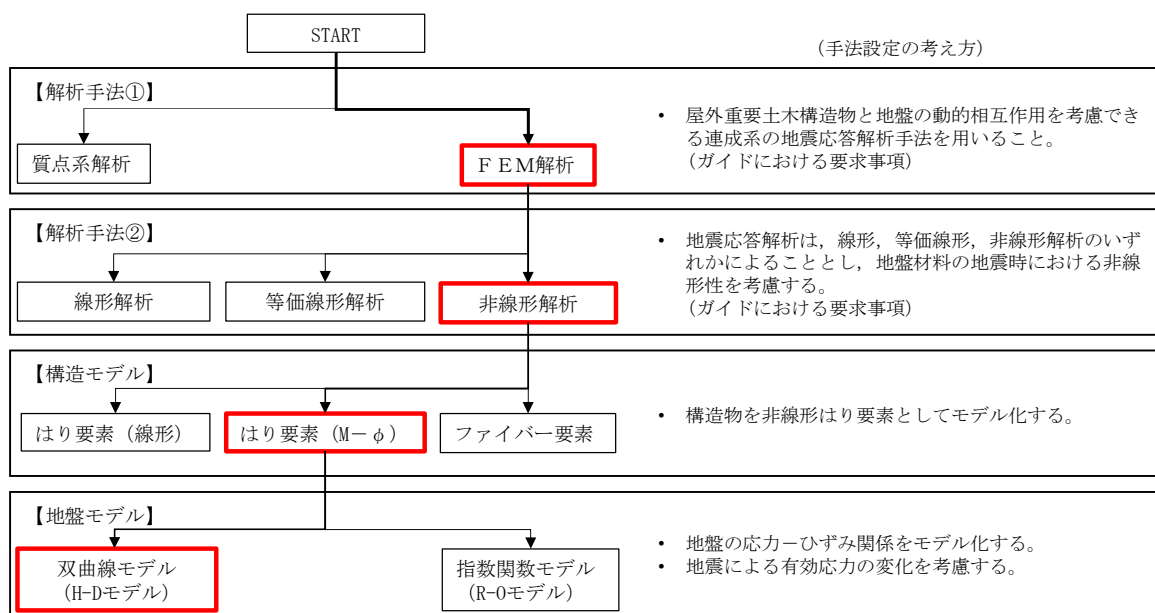 START
(手法設定の考え方)
【解析手法①】
質点系解析
ＦＥＭ解析
• 屋外重要土木構造物と地盤の動的相互作用を考慮でき
る連成系の地震応答解析手法を用いること。
(ガイドにおける要求事項)
【解析手法②】
線形解析
等価線形解析
非線形解析
• 地震応答解析は，線形，等価線形，非線形解析のいず
れかによることとし，地盤材料の地震時における非線
形性を考慮する。
(ガイドにおける要求事項)
【構造モデル】
はり要素（線形）
はり要素（M－φ）
ファイバー要素
• 構造物を非線形はり要素としてモデル化する。
【地盤モデル】
双曲線モデル
(H-Dモデル)
指数関数モデル
(R-Oモデル)
• 地盤の応力－ひずみ関係をモデル化する。
• 地震による有効応力の変化を考慮する。